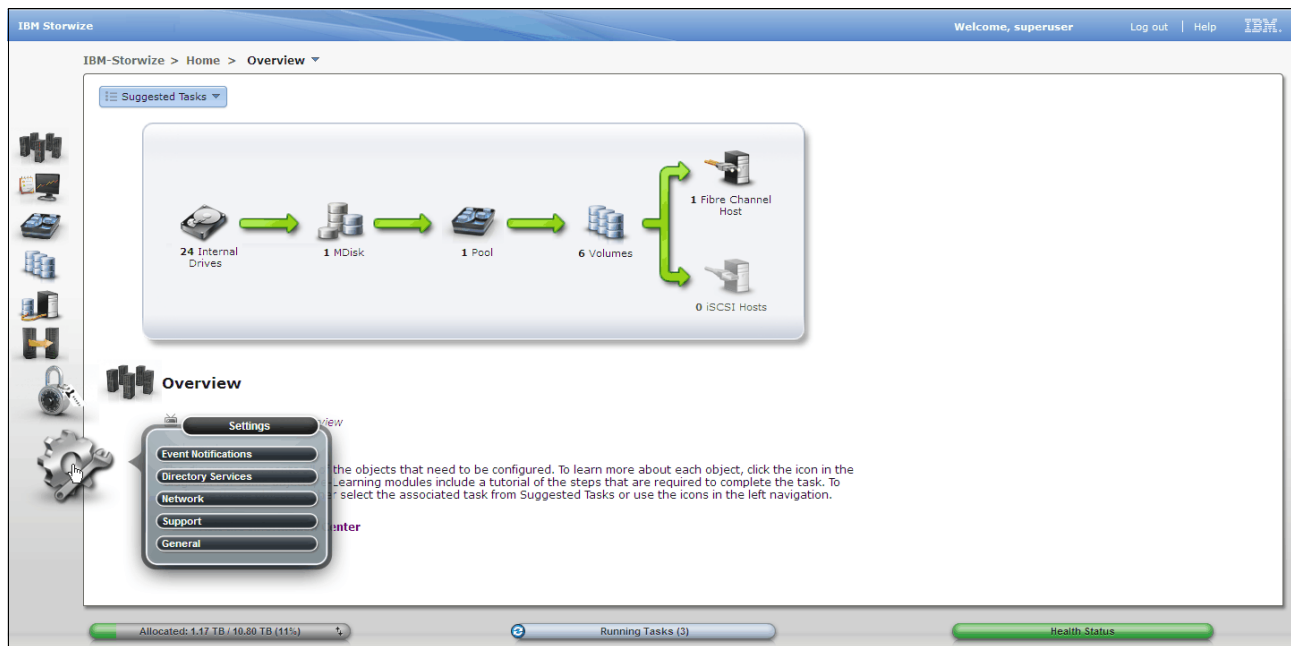 IBM Storwize
Welcome, superuser
Log out | Help
IBM.
IBM-Storwize > Home > Overview
Suggested Tasks
24 Internal
Drives
1 MDisk
1 Pool
6 Volumes
1 Fibre Channel
Host
0 iSCSI Hosts
Overview
view
Settings
Event Notifications
Directory Services
Network
Support
General
the objects that need to be configured. To learn more about each object, click the icon in the
-Learning modules include a tutorial of the steps that are required to complete the task. To
select the associated task from Suggested Tasks or use the icons in the left navigation.
enter
Allocated: 1.17 TB / 10.80 TB (11%)
Running Tasks (3)
Health Status